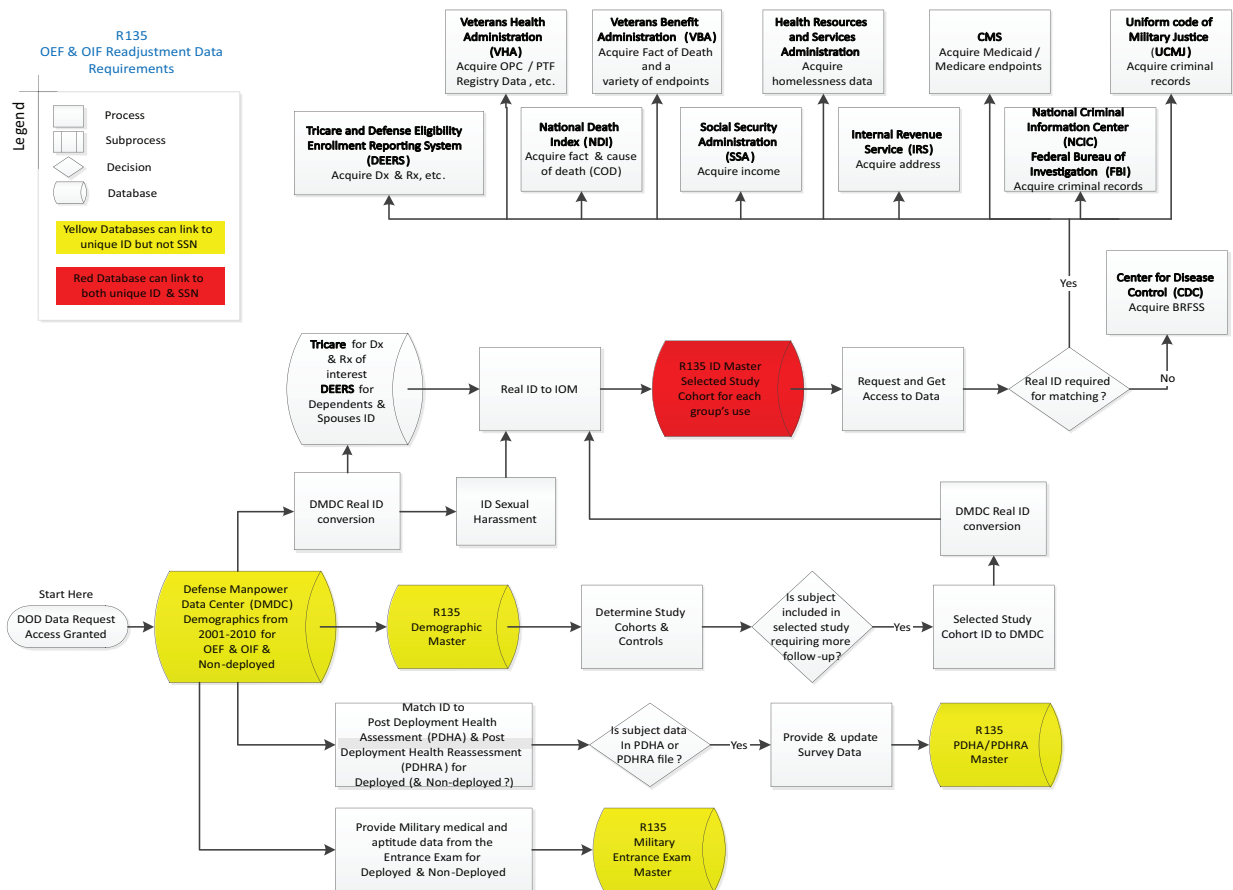 R135
OEF & OIF Readjustment Data
Requirements
Legend
Process
Subprocess
Decision
Database
Yellow Databases can link to
unique ID but not SSN
Red Database can link to
both unique ID & SSN
Veterans Health
Administration (VHA)
Acquire OPC / PTF
Registry Data , etc.
Veterans Benefit
Administration (VBA)
Acquire Fact of Death
and a
variety of endpoints
Health Resources
and Services
Administration
Acquire
homelessness data
CMS
Acquire Medicaid /
Medicare endpoints
Uniform code of
Military Justice
(UCMJ)
Acquire criminal
records
Tricare and Defense Eligibility
Enrollment Reporting System
(DEERS)
Acquire Dx & Rx, etc.
National Death
Index (NDI)
Acquire fact & cause
of death (COD)
Social Security
Administration
(SSA)
Acquire income
Internal Revenue
Service (IRS)
Acquire address
National Criminal
Information Center
(NCIC)
Federal Bureau of
Investigation (FBI)
Acquire criminal records
Yes
Center for Disease
Control (CDC)
Acquire BRFSS
No
Tricare for Dx
& Rx of
interest
DEERS for
Dependents &
Spouses ID
Real ID to IOM
R135 ID Master
Selected Study
Cohort for each
group's use
Request and Get
Access to Data
Real ID required
for matching ?
DMDC Real ID
conversion
ID Sexual
Harassment
DMDC Real ID
conversion
Start Here
DOD Data Request
Access Granted
Defense Manpower
Data Center (DMDC)
Demographics from
2001-2010 for
OEF & OIF &
Non-deployed
R135
Demographic
Master
Determine Study
Cohorts &
Controls
Is subject
included in
selected study
requiring more
follow -up?
Yes
Selected Study
Cohort ID to DMDC
Match ID to
Post Deployment Health
Assessment (PDHA) & Post
Deployment Health Reassessment
(PDHRA) for
Deployed (& Non-deployed ?)
Is subject data
In PDHA or
PDHRA file ?
Yes
Provide & update
Survey Data
R135
PDHA/PDHRA
Master
Provide Military medical and
aptitude data from the
Entrance Exam for
Deployed & Non-Deployed
R135
Military
Entrance Exam
Master